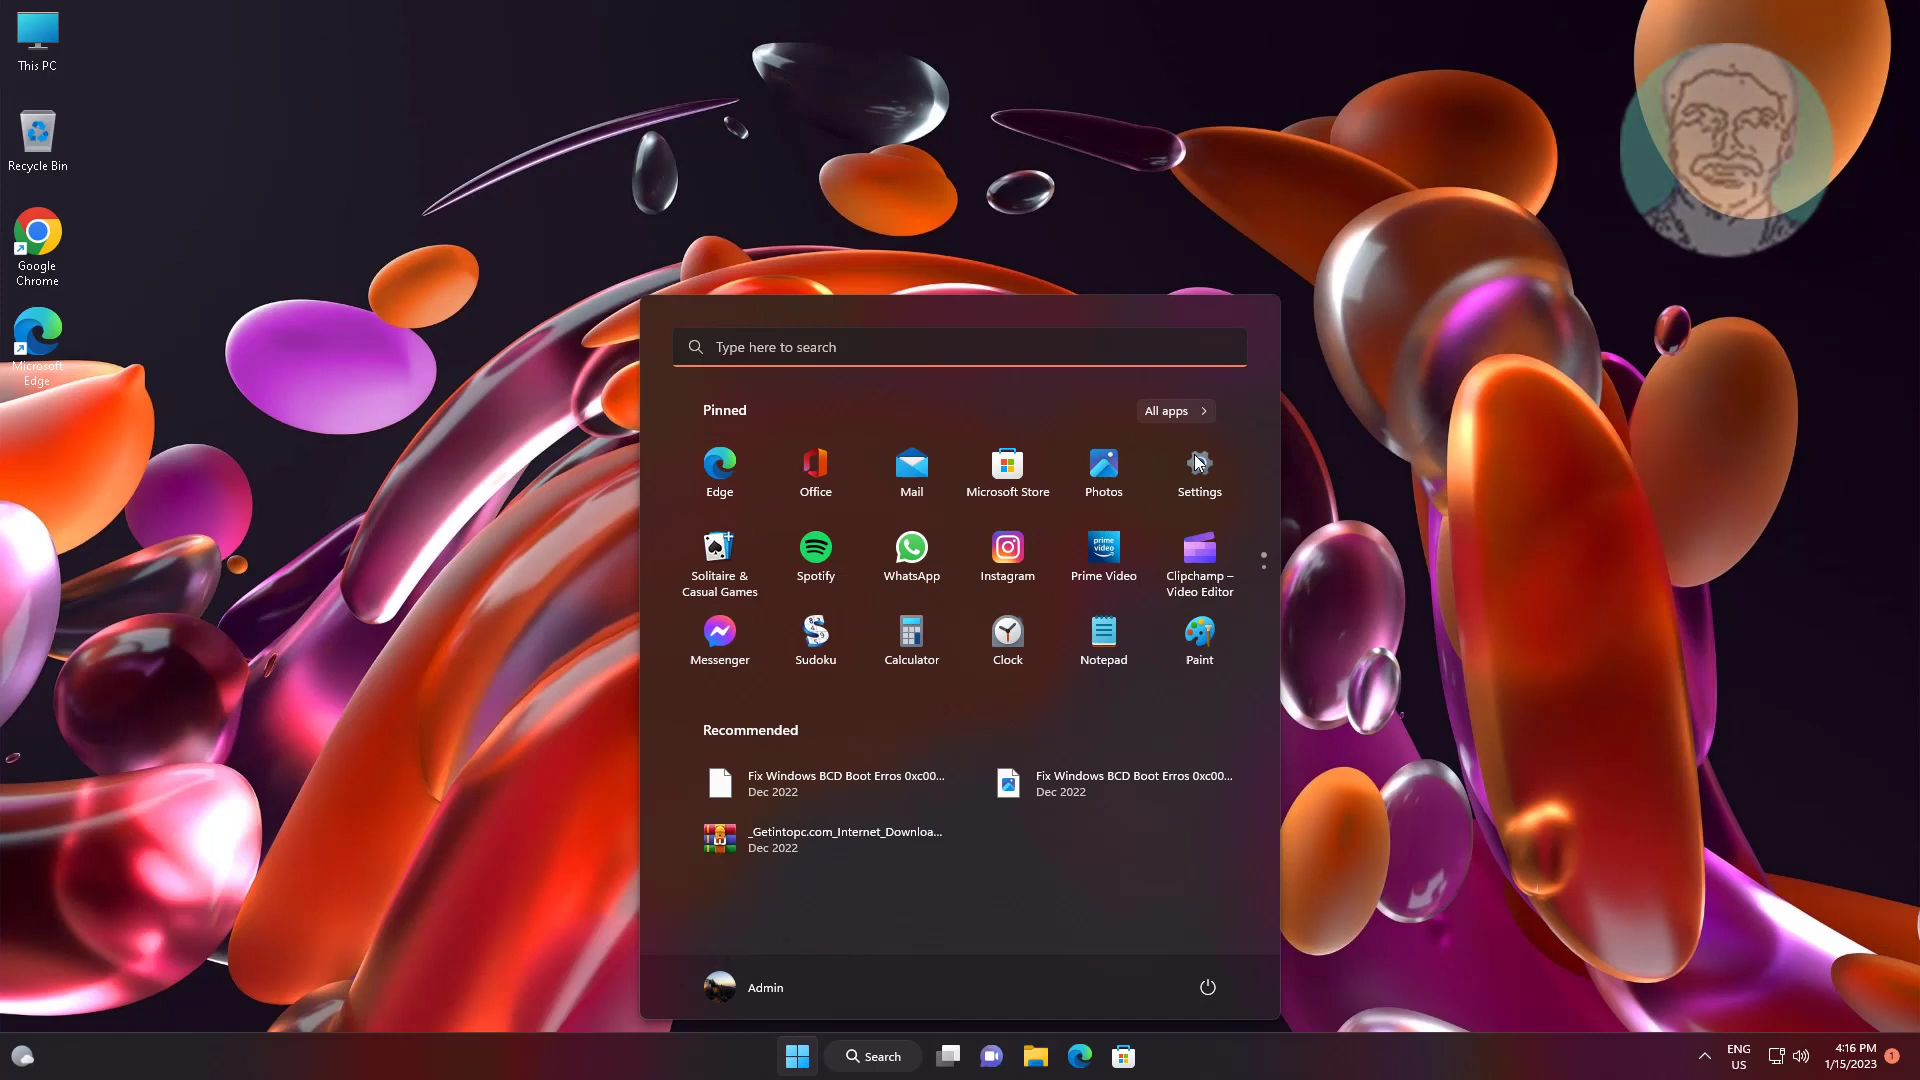 This PC
Recycle Bin
Google
Chrome
Microsoft
Edge
Type here to search
Pinned
All apps
Edge
Office
Mail
Microsoft Store
Photos
Settings
Solitaire &
Casual Games
Spotify
WhatsApp
Instagram
prime
video
Prime Video
Clipchamp –
Video Editor
Messenger
Sudoku
Calculator
Clock
Notepad
Paint
Recommended
Fix Windows BCD Boot Erros 0xc00...
Dec 2022
Fix Windows BCD Boot Erros 0xc00...
Dec 2022
_Getintopc.com_Internet_Downloa...
Dec 2022
Admin
Search
ENG
US
4:16 PM
1/15/2023
1